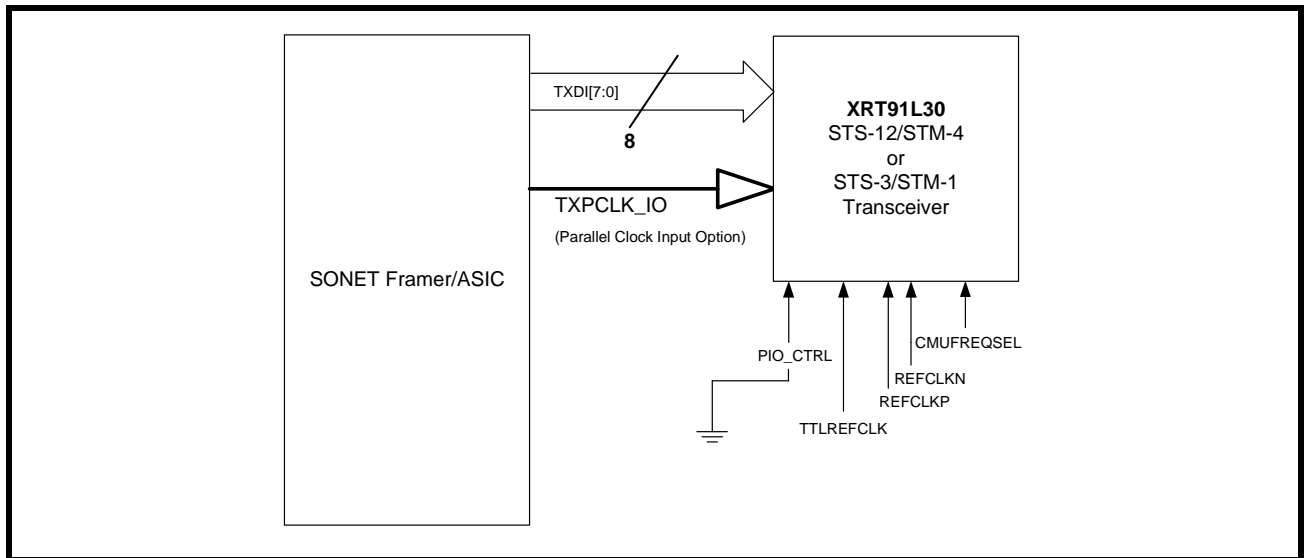 TXDI[7:0]
8
TXPCLK_IO
(Parallel Clock Input Option)
SONET Framer/ASIC
XRT91L30
STS-12/STM-4
or
STS-3/STM-1
Transceiver
PIO_CTRL
CMUFREQSEL
REFCLKN
REFCLKP
TTLREFCLK